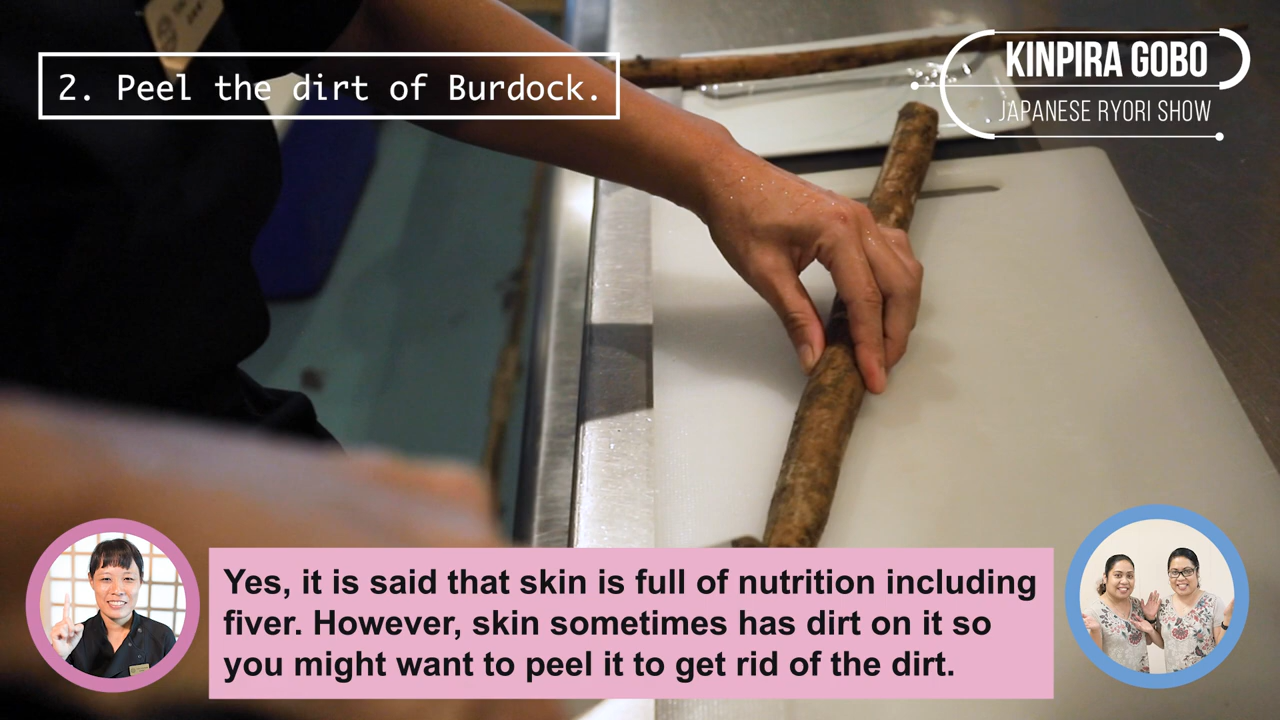 2. Peel the dirt of Burdock.
KINPIRA GOBO
JAPANESE RYORI SHOW
Yes, it is said that skin is full of nutrition including
fiver. However, skin sometimes has dirt on it so
you might want to peel it to get rid of the dirt.